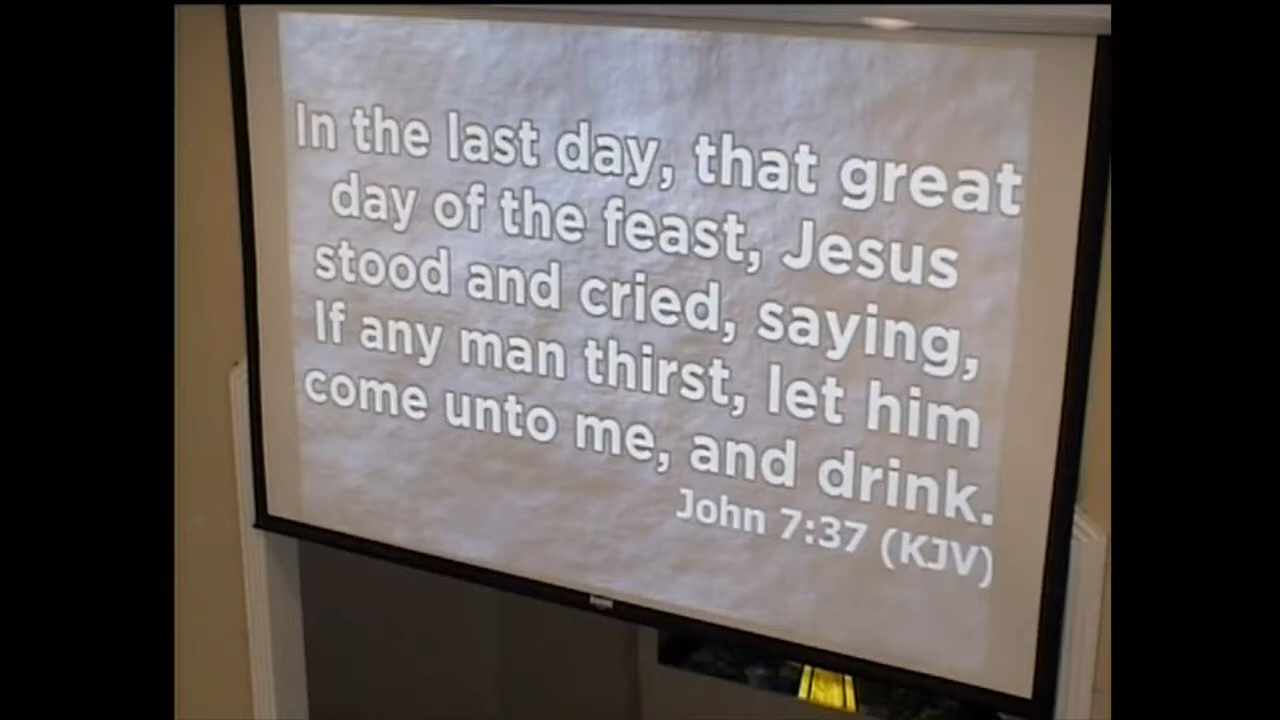 In the last day, that great
day of the feast, Jesus
stood and cried, saying,
If any man thirst, let him
come unto me, and drink.
John 7:37 (KJV)